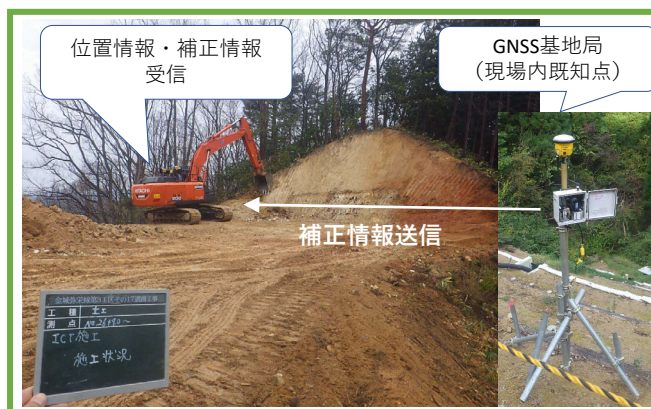 位置情報・補正情報
受信
GNSS基地局
（現場内既知点）
補正情報送信
HITACHI
工種 土工
測点
ICT施工
施工状況